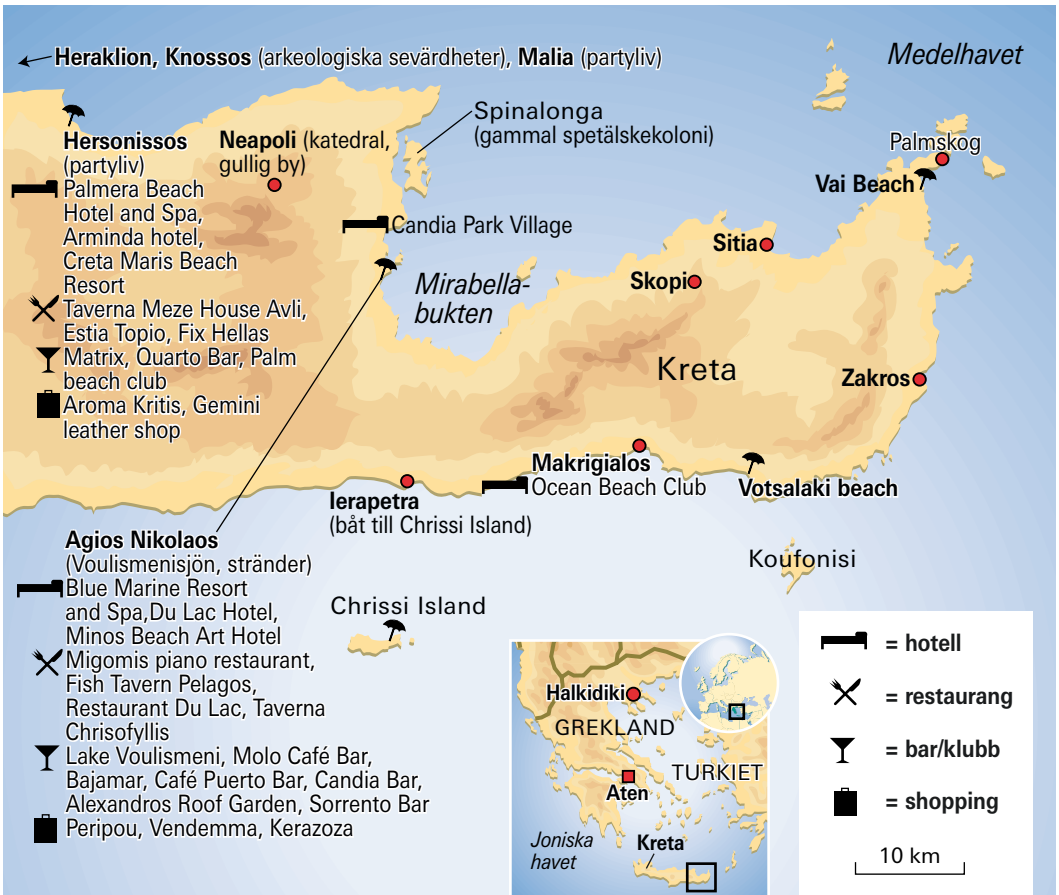 Heraklion, Knossos (arkeologiska sevärdheter), Malia (partyliv)
Medelhavet
Hersonissos
(partyliv)
Palmera Beach
Hotel and Spa,
Arminda hotel,
Creta Maris Beach
Resort
Taverna Meze House Avli,
Estia Topio, Fix Hellas
Matrix, Quarto Bar, Palm
beach club
Aroma Kritis, Gemini
leather shop
Neapoli (katedral,
gullig by)
Spinalonga
(gammal spetälskekoloni)
Candia Park Village
Mirabella-
bukten
Palmskog
Vai Beach
Sitia
Skopi
Kreta
Zakros
Makrigialos
Ocean Beach Club
Votsalaki beach
Ierapetra
(båt till Chrissi Island)
Koufonisi
Chrissi Island
Agios Nikolaos
(Voulismenisjön, stränder)
Blue Marine Resort
and Spa,Du Lac Hotel,
Minos Beach Art Hotel
Migomis piano restaurant,
Fish Tavern Pelagos,
Restaurant Du Lac, Taverna
Chrisofyllis
Lake Voulismeni, Molo Café Bar,
Bajamar, Café Puerto Bar, Candia Bar,
Alexandros Roof Garden, Sorrento Bar
Peripou, Vendemma, Kerazoza
Halkidiki
GREKLAND
TURKIET
Aten
Joniska
havet
Kreta
= hotell
= restaurang
= bar/klubb
= shopping
10 km